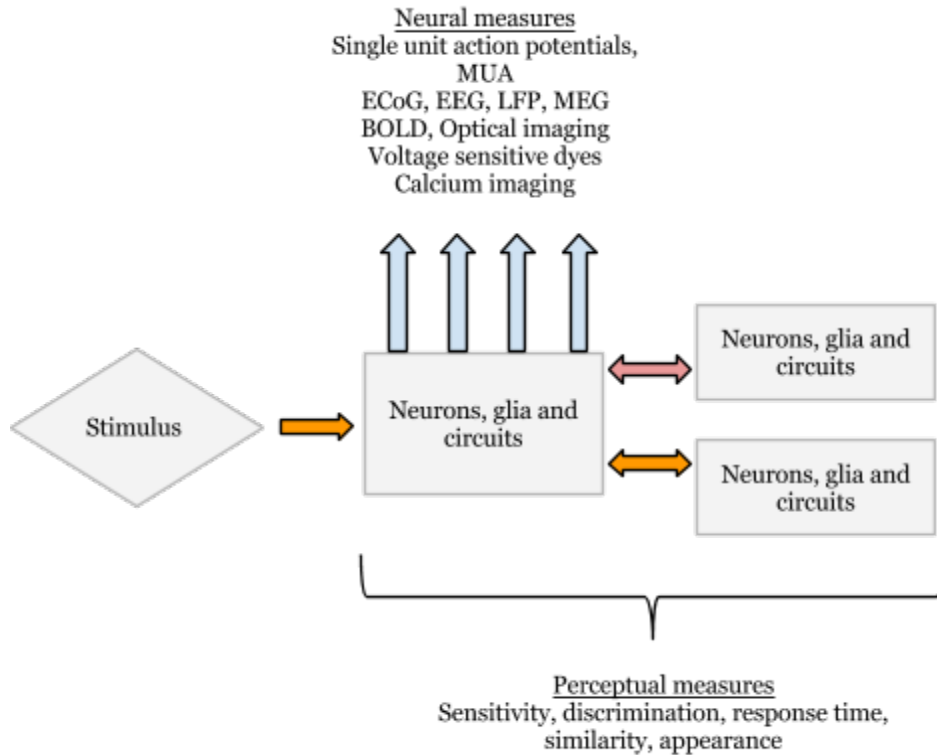 Neural measures
Single unit action potentials,
MUA
ECoG, EEG, LFP, MEG
BOLD, Optical imaging
Voltage sensitive dyes
Calcium imaging
Stimulus
Neurons, glia and
circuits
Neurons, glia and
circuits
Neurons, glia and
circuits
Perceptual measures
Sensitivity, discrimination, response time,
similarity, appearance